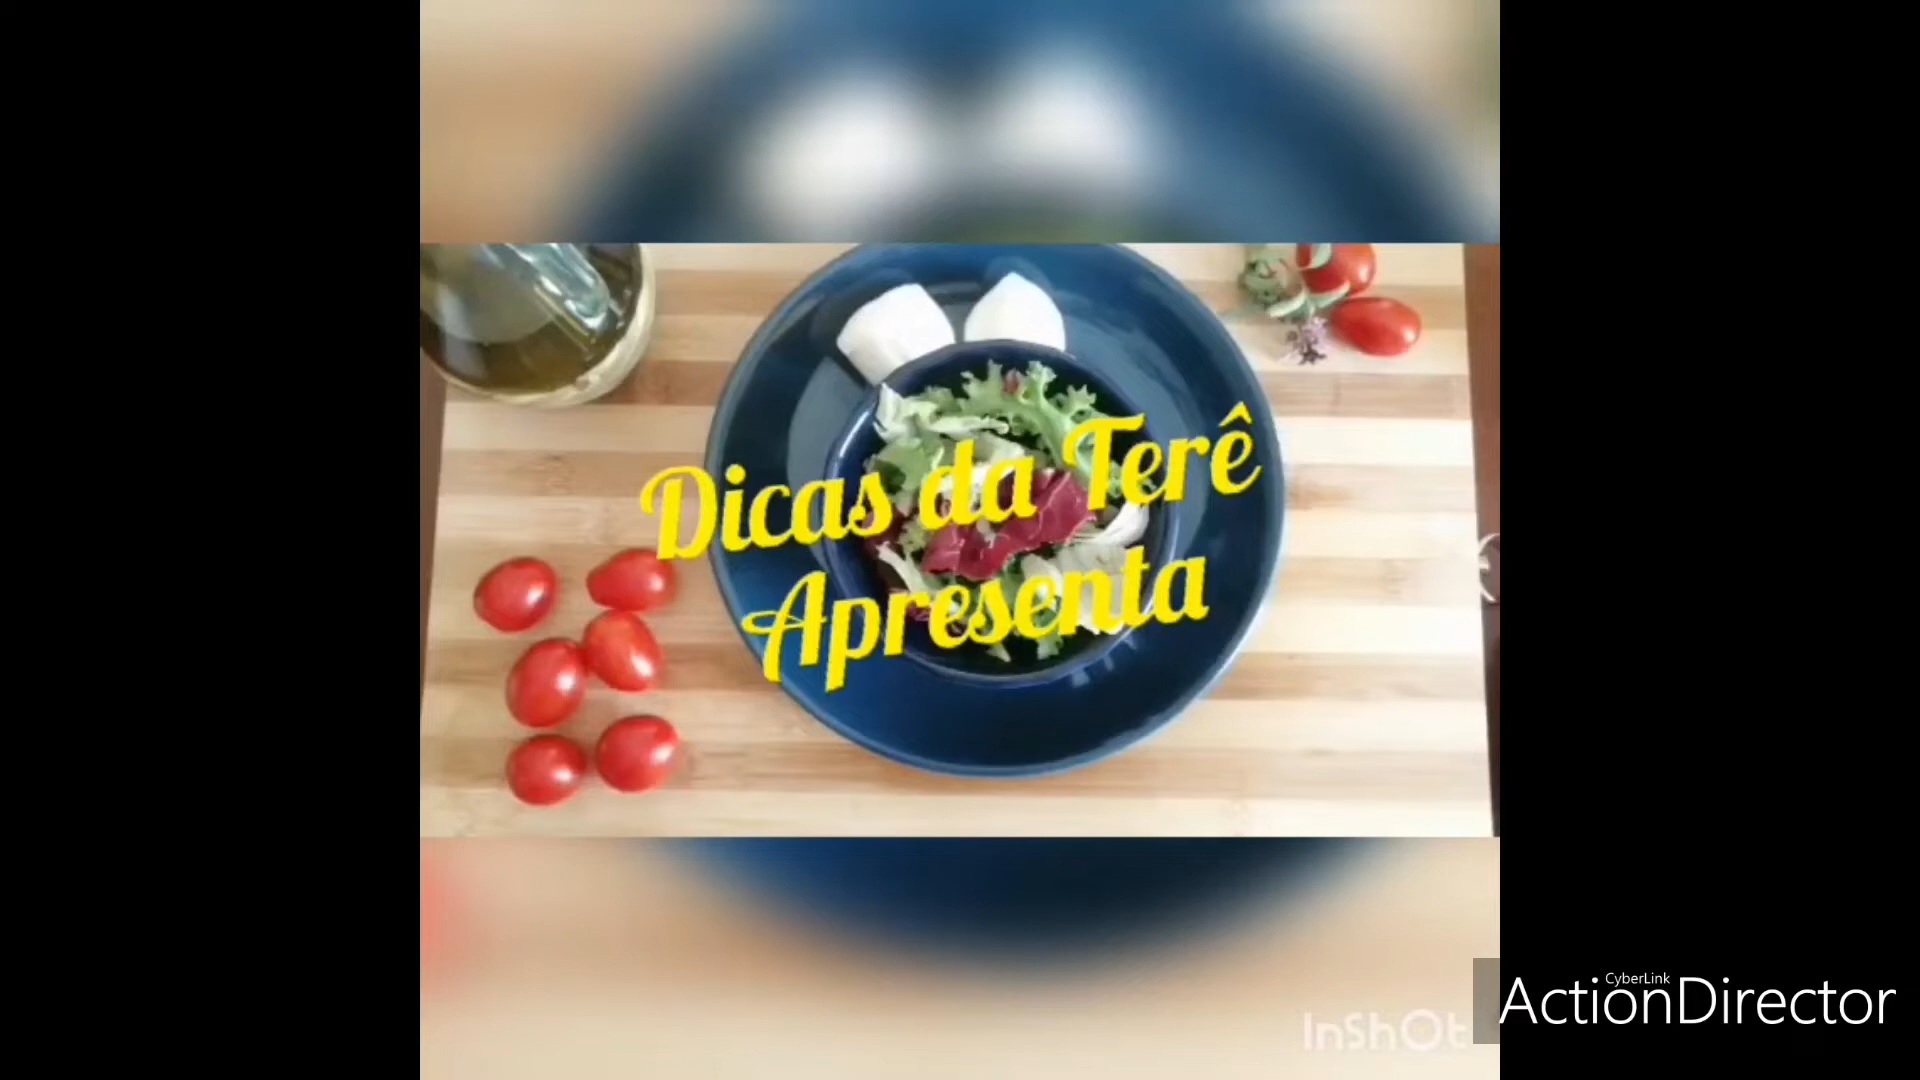 Dicas da Terê
Apresenta
CyberLink
ActionDirector
InShOt